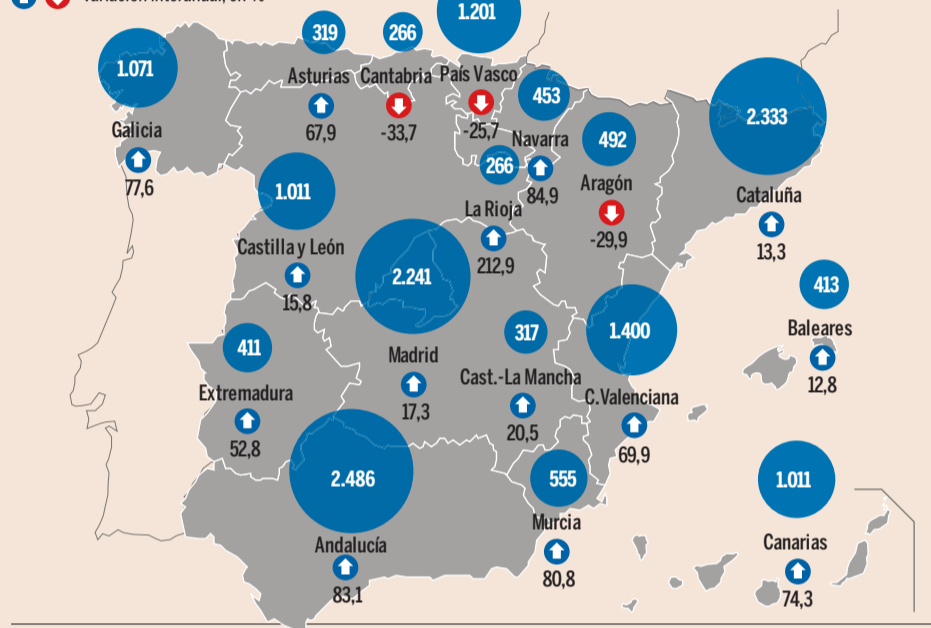 Variación interanual, en %
1.201
319
266
1.071
Asturias
Cantabria
País Vasco
453
2.333
67,9
-33,7
-25,7
Navarra
492
Galicia
266
84,9
Aragón
77,6
1.011
La Rioja
Cataluña
212,9
-29,9
13,3
Castilla y León
2.241
413
15,8
317
1.400
Baleares
411
Madrid
12,8
Extremadura
17,3
Cast.-La Mancha
C.Valenciana
52,8
20,5
69,9
2.486
555
1.011
Andalucía
Murcia
Canarias
83,1
80,8
74,3